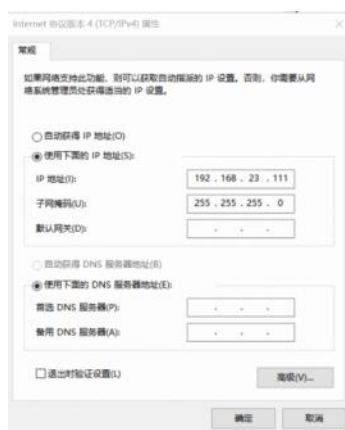 Internet 协议版本 4 (TCP/IPv4) 属性
常规
如果网络支持此功能，则可以获取自动指派的 IP 设置。否则，你需要从网
络系统管理员处获得适当的 IP 设置。
自动获得 IP 地址(O)
使用下面的 IP 地址(S):
IP 地址(I): 192 . 168 . 23 . 111
子网掩码(U): 255 . 255 . 255 . 0
默认网关(D): . . .
自动获得 DNS 服务器地址(B)
使用下面的 DNS 服务器地址(E):
首选 DNS 服务器(P): . . .
备用 DNS 服务器(A): . . .
退出时验证设置(L)
高级(V)...
确定 取消